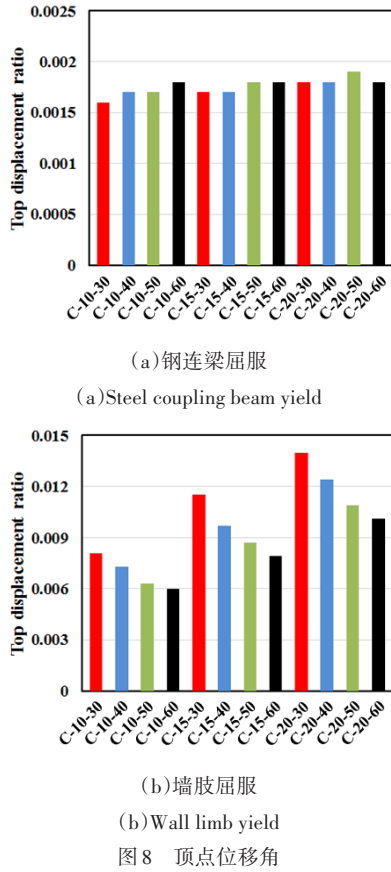 0.0025
0.002
0.0015
0.001
0.0005
0
Top displacement ratio
C-10-30
C-10-40
C-10-50
C-10-60
C-15-30
C-15-40
C-15-50
C-15-60
C-20-30
C-20-40
C-20-50
C-20-60
(a)钢连梁屈服
(a)Steel coupling beam yield
0.015
0.012
0.009
0.006
0.003
0
Top displacement ratio
C-10-30
C-10-40
C-10-50
C-10-60
C-15-30
C-15-40
C-15-50
C-15-60
C-20-30
C-20-40
C-20-50
C-20-60
(b)墙肢屈服
(b)Wall limb yield
图8 顶点位移角